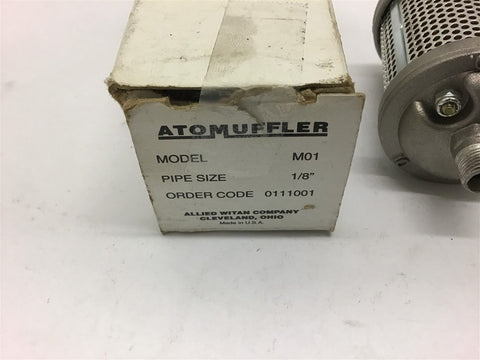 ATOMUFFLER
MODEL M01
PIPE SIZE 1/8"
ORDER CODE 0111001
ALLIED WITAN COMPANY
CLEVELAND, OHIO
Made in U.S.A.